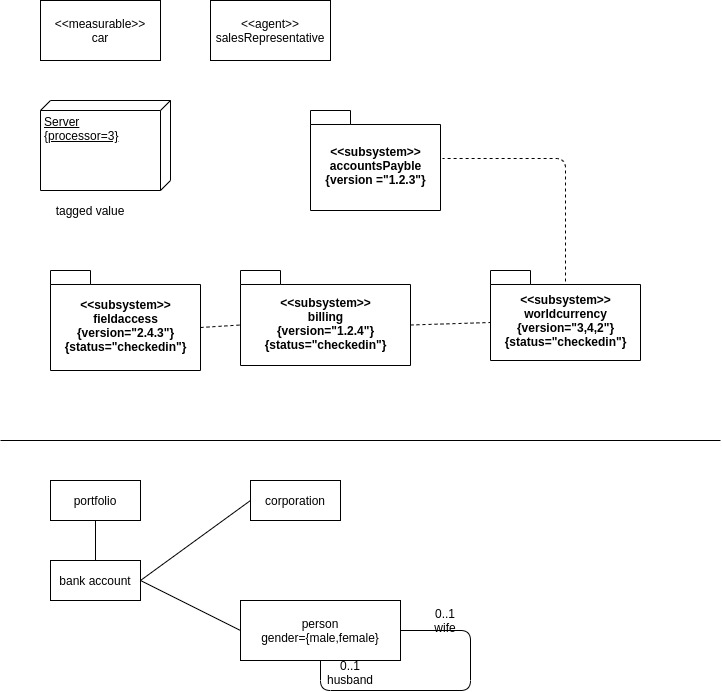 <<measurable>>
car
<<agent>>
salesRepresentative
Server
{processor=3}
tagged value
<<subsystem>>
accountsPayble
{version ="1.2.3"}
<<subsystem>>
fieldaccess
{version="2.4.3"}
{status="checkedin"}
<<subsystem>>
billing
{version="1.2.4"}
{status="checkedin"}
<<subsystem>>
worldcurrency
{version="3,4,2"}
{status="checkedin"}
portfolio
corporation
bank account
person
gender={male,female}
0..1
wife
0..1
husband